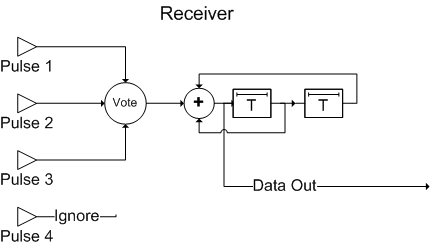 Receiver
Pulse 1
Vote
+
T
T
Pulse 2
Pulse 3
Data Out
Ignore
Pulse 4